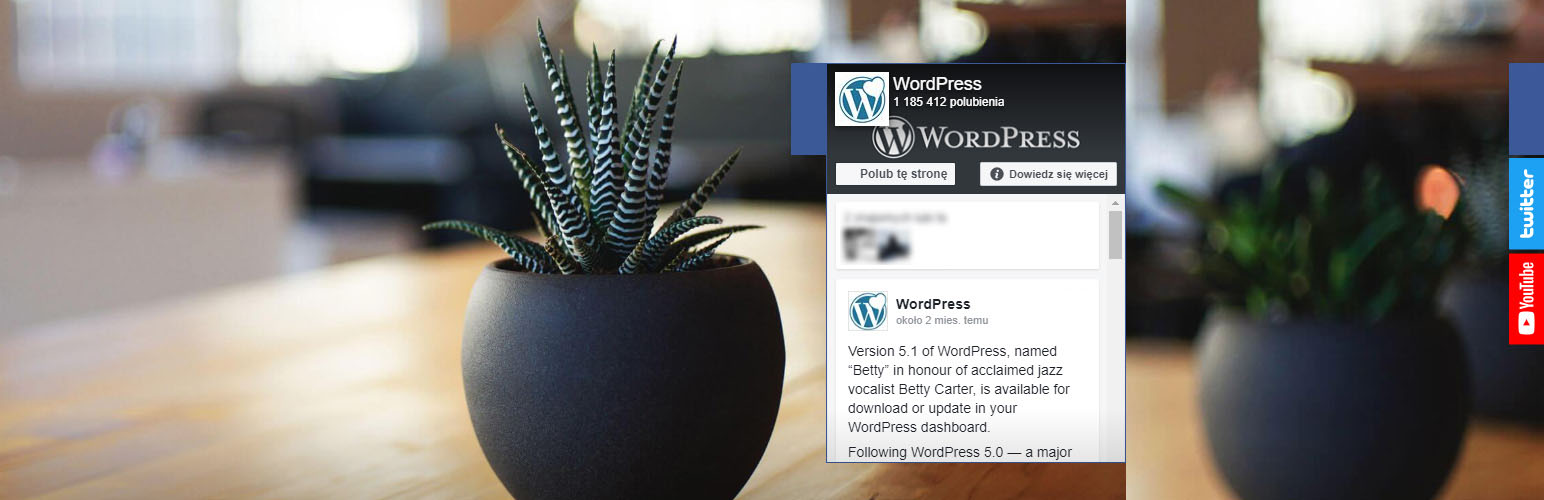 WordPress
1 185 412 polubienia
WORDPRESS
Polub tę stronę
Dowiedz się więcej
WordPress
około 2 mies. temu
Version 5.1 of WordPress, named
“Betty” in honour of acclaimed jazz
vocalist Betty Carter, is available for
download or update in your
WordPress dashboard.
Following WordPress 5.0 — a major
twitter
YouTube